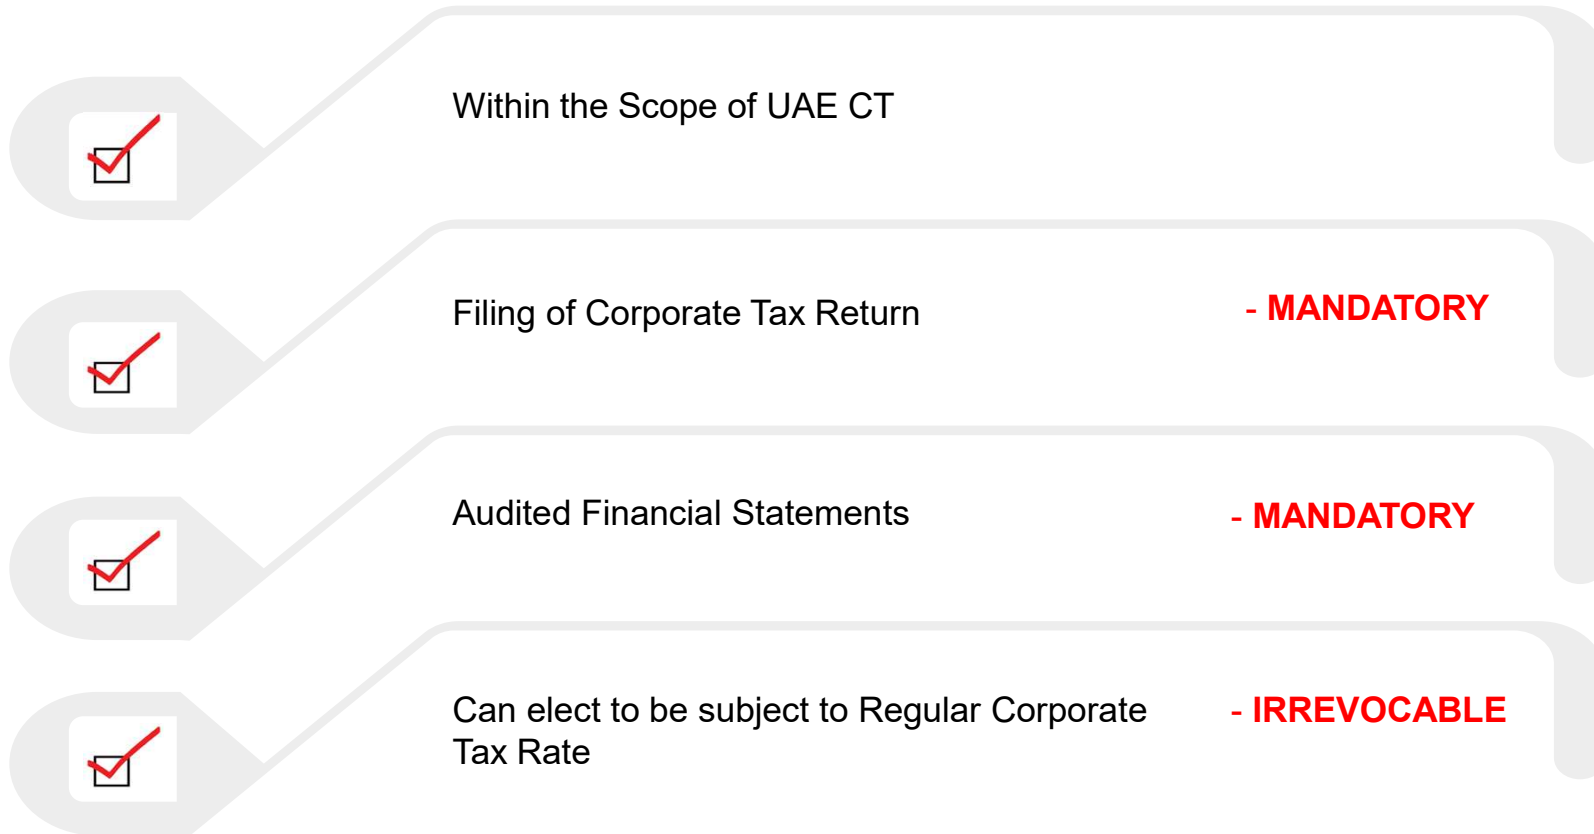 Within the Scope of UAE CT
Filing of Corporate Tax Return - MANDATORY
Audited Financial Statements - MANDATORY
Can elect to be subject to Regular Corporate - IRREVOCABLE
Tax Rate